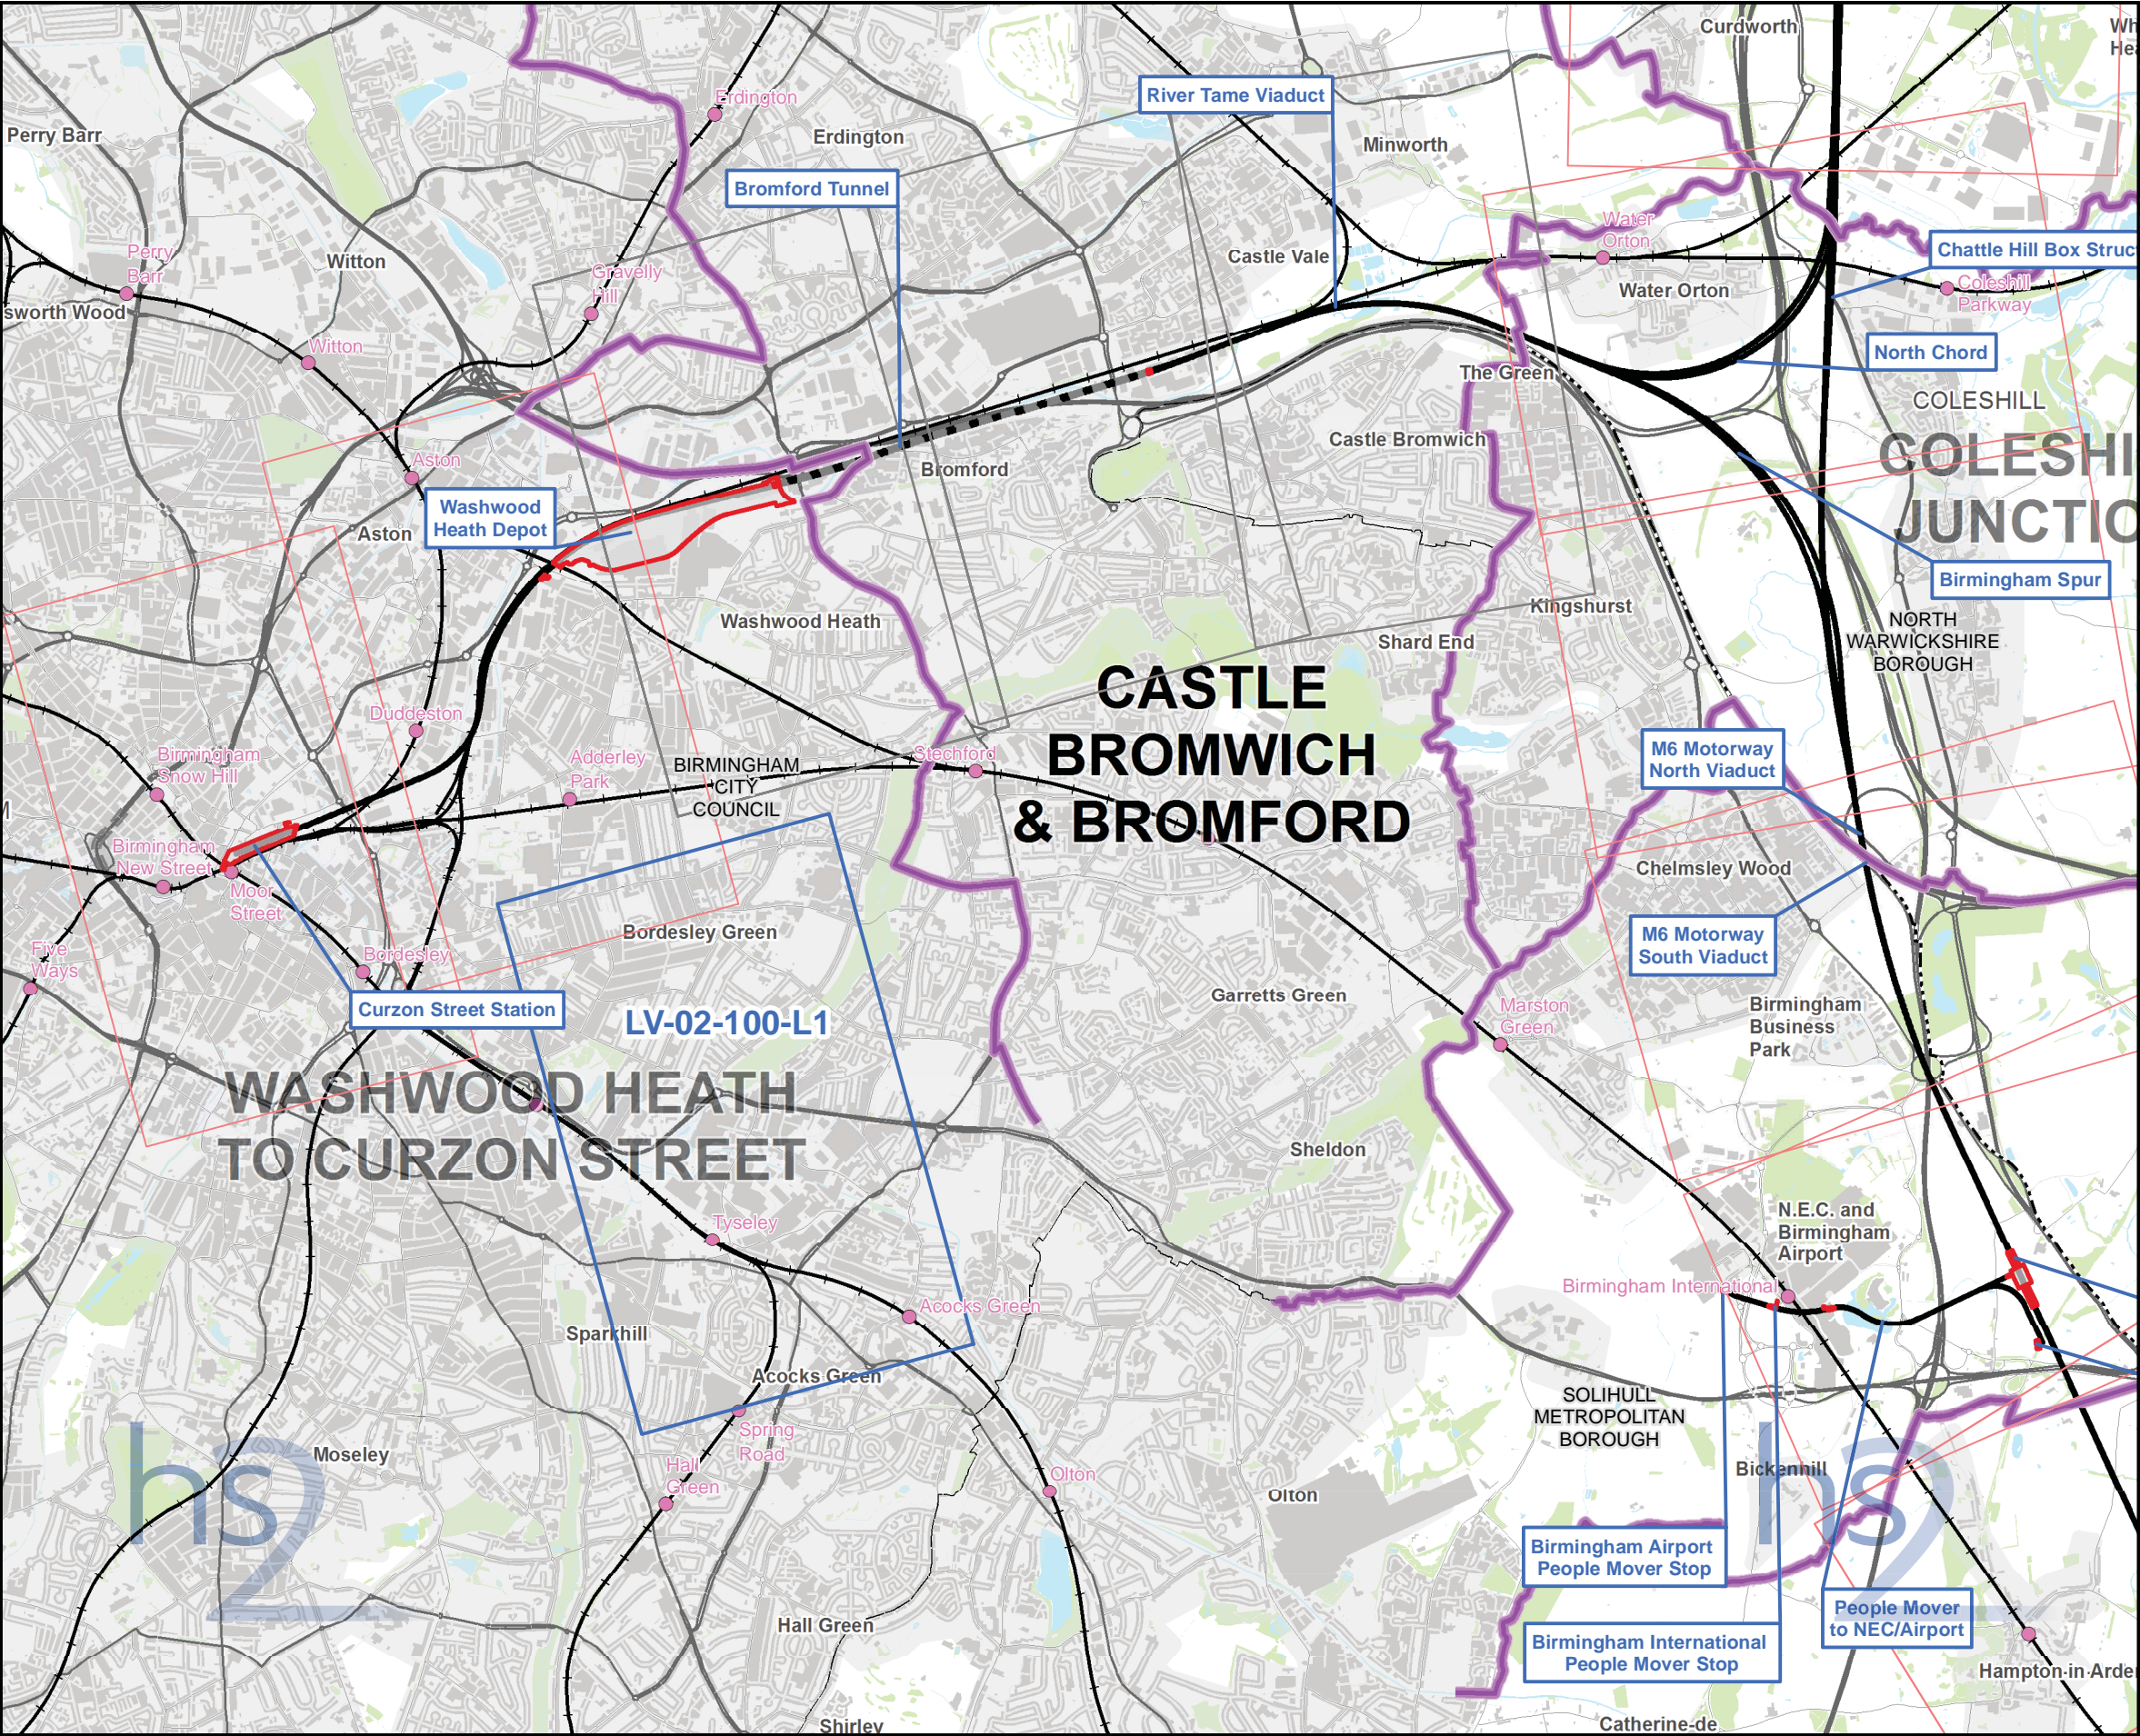 Curdworth
Erdington
Perry Barr
Erdington
River Tame Viaduct
Minworth
Bromford Tunnel
Water
Orton
Perry
Barr
Witton
Gravelly
Hill
Castle Vale
Chattle Hill Box Struc
Coleshill
Parkway
Water Orton
sworth Wood
Witton
North Chord
The Green
COLESHILL
Castle Bromwich
COLESHI
JUNCTIO
Aston
Bromford
Washwood
Heath Depot
Aston
Birmingham Spur
Kingshurst
Washwood Heath
Shard End
NORTH
WARWICKSHIRE
BOROUGH
CASTLE
BROMWICH
& BROMFORD
Duddeston
Birmingham
Snow Hill
Adderley
Park
BIRMINGHAM
CITY
COUNCIL
Stechford
M6 Motorway
North Viaduct
Birmingham
New Street
Moor
Street
Chelmsley Wood
Bordesley Green
M6 Motorway
South Viaduct
Five
Ways
Bordesley
Curzon Street Station
LV-02-100-L1
Garretts Green
Marston
Green
Birmingham
Business
Park
WASHWOOD HEATH
TO CURZON STREET
Sheldon
Tyseley
N.E.C. and
Birmingham
Airport
Birmingham International
Acocks Green
Sparkhill
Acocks Green
SOLIHULL
METROPOLITAN
BOROUGH
Spring
Road
Moseley
hs2
Hall
Green
Olton
Olton
Bickenhill
hs2
Birmingham Airport
People Mover Stop
People Mover
to NEC/Airport
Hall Green
Birmingham International
People Mover Stop
Hampton in Arde
Shirley
Catherine-de